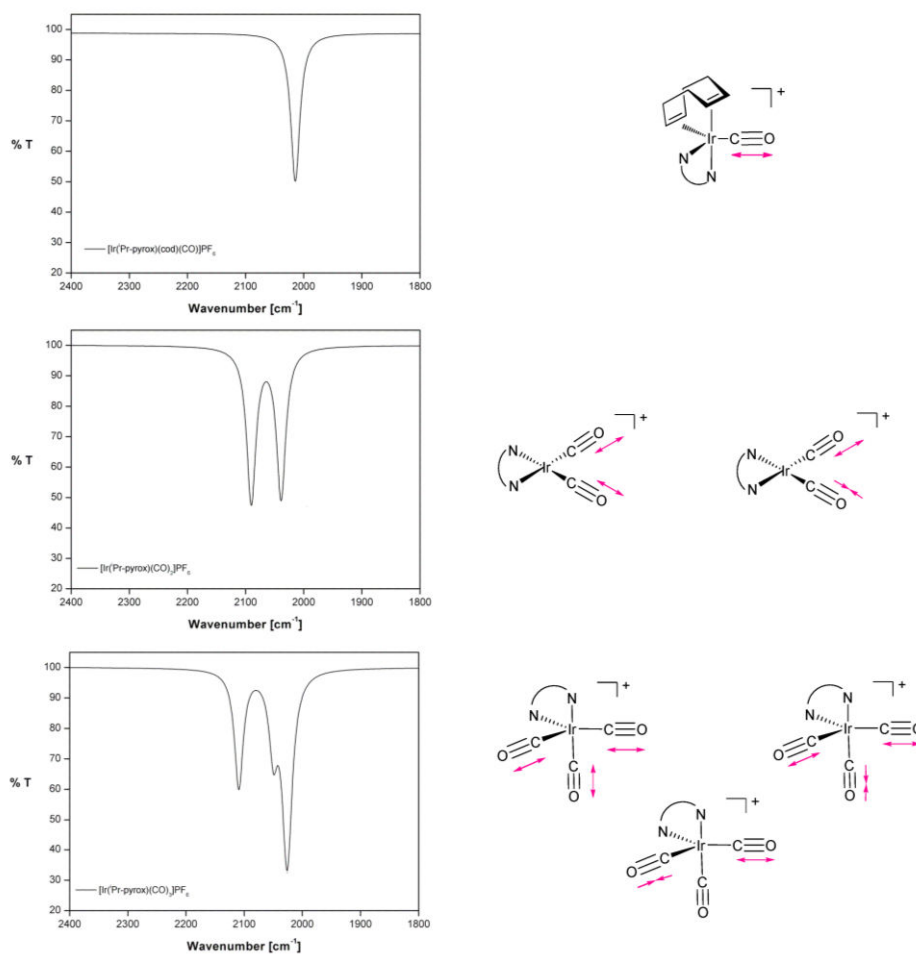 100
90
80
70
60
50
40
30
20
% T
2400 2300 2200 2100 2000 1900 1800
Wavenumber [cm⁻¹]
[Ir(ⁱPr-pyrox)(cod)(CO)]PF₆
+
Ir C O
N
N
100
90
80
70
60
50
40
30
20
% T
2400 2300 2200 2100 2000 1900 1800
Wavenumber [cm⁻¹]
[Ir(ⁱPr-pyrox)(CO)₂]PF₆
+
O
C
N
Ir
N
C
O
+
O
C
N
Ir
N
C
O
100
90
80
70
60
50
40
30
20
% T
2400 2300 2200 2100 2000 1900 1800
Wavenumber [cm⁻¹]
[Ir(ⁱPr-pyrox)(CO)₃]PF₆
+
N
N
Ir C O
O C
C
O
+
N
N
Ir C O
O C
C
O
+
N
N
Ir C O
O C
C
O